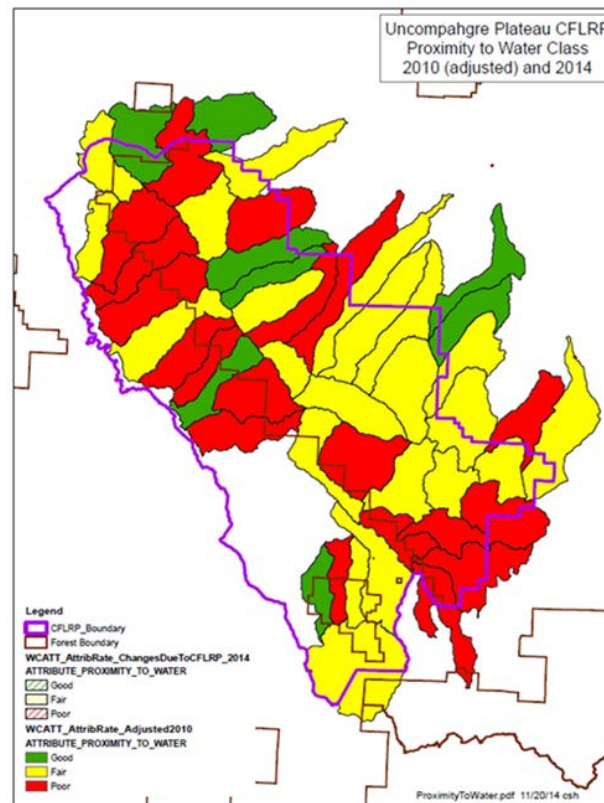 Uncompahgre Plateau CFLRP
Proximity to Water Class
2010 (adjusted) and 2014
Legend
CFLRP_Boundary
Forest Boundary
WCATT_AttribRate_ChangesDueToCFLRP_2014
ATTRIBUTE_PROXIMITY_TO_WATER
Good
Fair
Poor
WCATT_AttribRate_Adjusted2010
ATTRIBUTE_PROXIMITY_TO_WATER
Good
Fair
Poor
ProximityToWater.pdf 11/20/14 csh